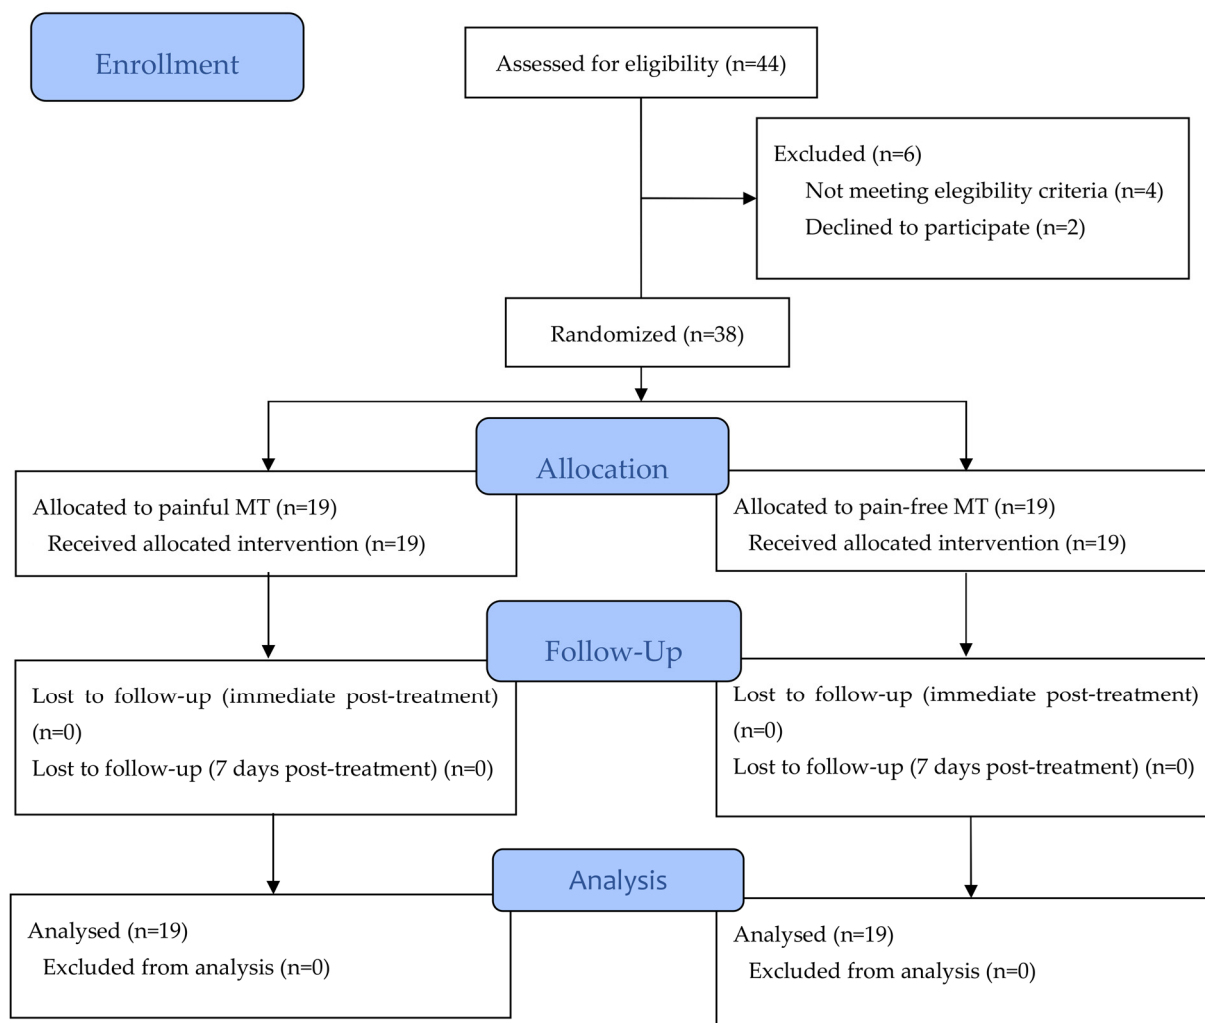 Enrollment
Assessed for eligibility (n=44)
Excluded (n=6)
Not meeting elegibility criteria (n=4)
Declined to participate (n=2)
Randomized (n=38)
Allocation
Allocated to painful MT (n=19)
Received allocated intervention (n=19)
Allocated to pain-free MT (n=19)
Received allocated intervention (n=19)
Follow-Up
Lost to follow-up (immediate post-treatment)
(n=0)
Lost to follow-up (7 days post-treatment) (n=0)
Lost to follow-up (immediate post-treatment)
(n=0)
Lost to follow-up (7 days post-treatment) (n=0)
Analysis
Analysed (n=19)
Excluded from analysis (n=0)
Analysed (n=19)
Excluded from analysis (n=0)